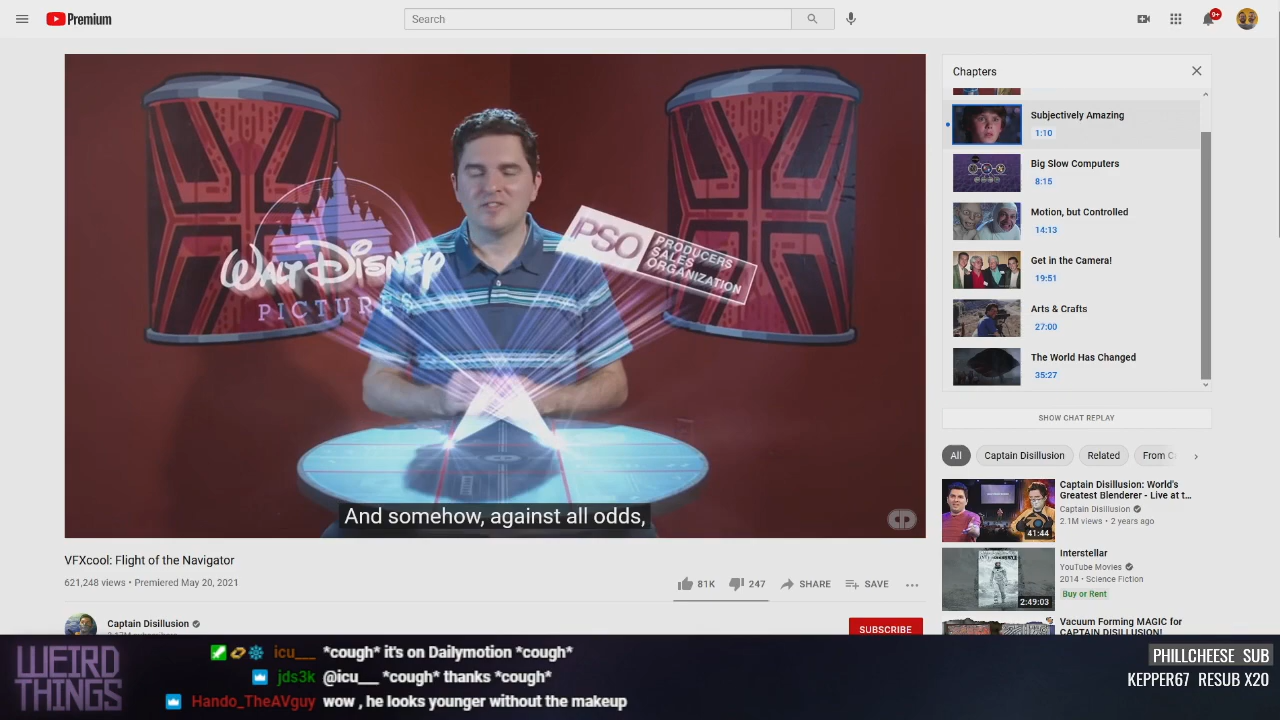 Premium
Search
9+
WALT DISNEY
PICTURES
PSO
PRODUCERS
SALES
ORGANIZATION
And somehow, against all odds,
VFXcool: Flight of the Navigator
621,248 views • Premiered May 20, 2021
81K
247
SHARE
SAVE
Captain Disillusion
SUBSCRIBE
Chapters
Subjectively Amazing
1:10
Big Slow Computers
8:15
Motion, but Controlled
14:13
Get in the Camera!
19:51
Arts & Crafts
27:00
The World Has Changed
35:27
SHOW CHAT REPLAY
All
Captain Disillusion
Related
From
Captain Disillusion: World's
Greatest Blenderer - Live at t...
Captain Disillusion
2.1M views • 2 years ago
41:44
Interstellar
YouTube Movies
2014 • Science Fiction
Buy or Rent
2:49:03
Vacuum Forming MAGIC for
CAPTAIN DISILLUSION!
WEIRD
THINGS
icu___ *cough* it's on Dailymotion *cough*
jds3k @icu___ *cough* thanks *cough*
Hando_TheAVguy wow , he looks younger without the makeup
PHILLCHEESE SUB
KEPPER67 RESUB X20